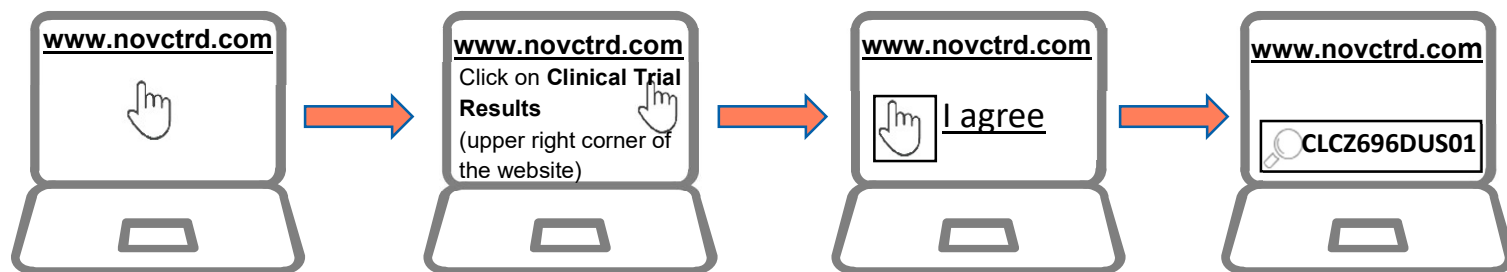 www.novctrd.com
www.novctrd.com
Click on Clinical Trial
Results
(upper right corner of
the website)
www.novctrd.com
I agree
www.novctrd.com
CLCZ696DUS01